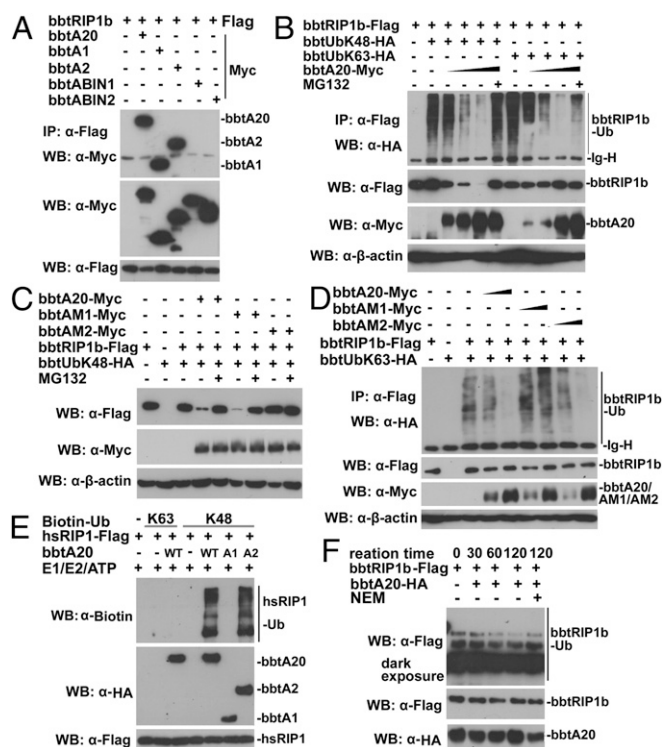 A
bbtRIP1b + + + + + + Flag
bbtA20 +
bbtA1 +
bbtA2 +
bbtABIN1 +
bbtABIN2 +
Myc
IP: α-Flag
WB: α-Myc
-bbtA20
-bbtA2
-bbtA1
WB: α-Myc
WB: α-Flag
B
bbtRIP1b-Flag
bbtUbK48-HA
bbtUbK63-HA
bbtA20-Myc
MG132
IP: α-Flag
WB: α-HA
bbtRIP1b
-Ub
-Ig-H
WB: α-Flag
-bbtRIP1b
WB: α-Myc
-bbtA20
WB: α-β-actin
C
bbtA20-Myc - - - + + - - - -
bbtAM1-Myc - - - - - + + - -
bbtAM2-Myc - - - - - - - + +
bbtRIP1b-Flag + - + + + + + + +
bbtUbK48-HA - + + + + + + + +
MG132 - - - - + - + - +
WB: α-Flag
WB: α-Myc
WB: α-β-actin
D
bbtA20-Myc
bbtAM1-Myc
bbtAM2-Myc
bbtRIP1b-Flag + - + + + + + + +
bbtUbK63-HA - + + + + + + + +
IP: α-Flag
WB: α-HA
bbtRIP1b
-Ub
-Ig-H
WB: α-Flag
-bbtRIP1b
WB: α-Myc
-bbtA20/
AM1/AM2
WB: α-β-actin
E
Biotin-Ub - K63 K48
hsRIP1-Flag + + + + + + +
bbtA20 - - WT - WT A1 A2
E1/E2/ATP + + + + + + +
WB: α-Biotin
hsRIP1
-Ub
WB: α-HA
-bbtA20
-bbtA2
-bbtA1
WB: α-Flag
-hsRIP1
F
reation time 0 30 60 120 120
bbtRIP1b-Flag + + + + +
bbtA20-HA + + + +
NEM +
WB: α-Flag
dark
exposure
bbtRIP1b
-Ub
WB: α-Flag
-bbtRIP1b
WB: α-HA
-bbtA20